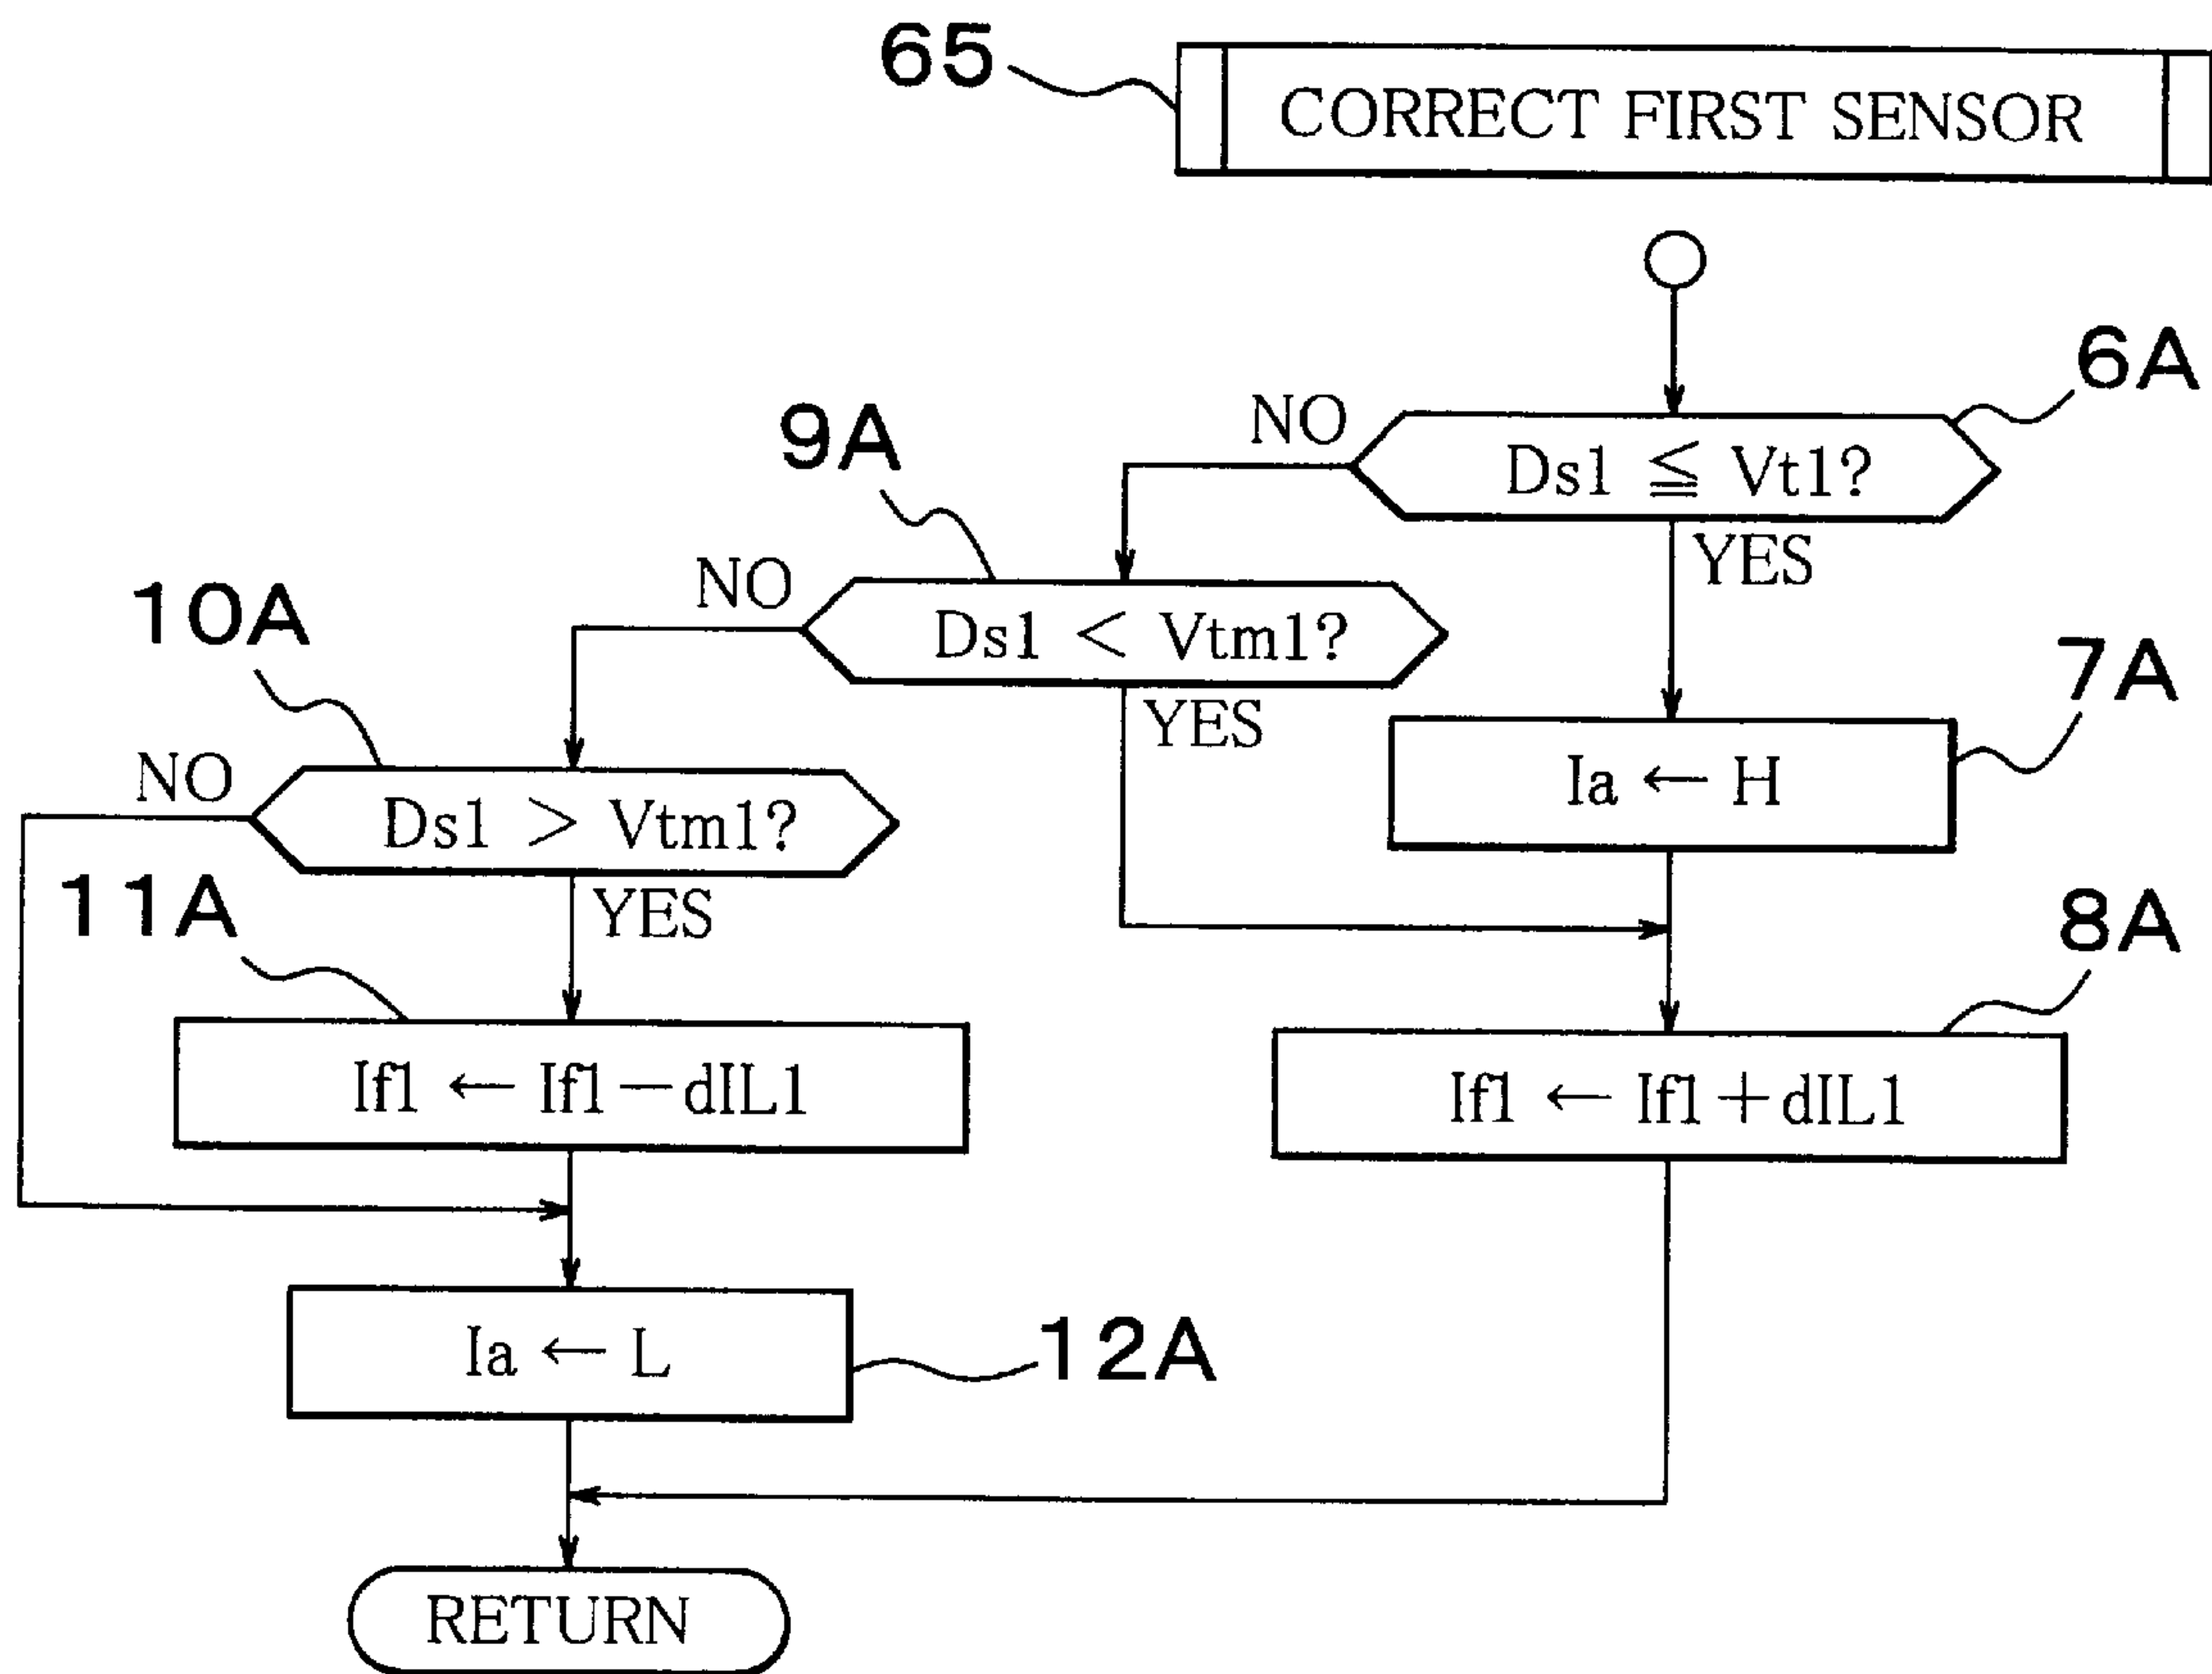 65
CORRECT FIRST SENSOR
6A
NO
Ds1 ≦ Vt1?
YES
9A
NO
Ds1 < Vtm1?
YES
7A
Ia ← H
10A
NO
Ds1 > Vtm1?
YES
8A
If1 ← If1+dIL1
11A
If1 ← If1−dIL1
Ia ← L
12A
RETURN